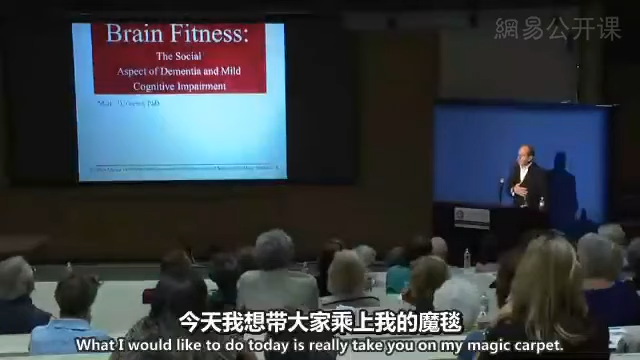 網易公开课
Brain Fitness:
The Social
Aspect of Dementia and Mild
Cognitive Impairment
今天我想带大家乘上我的魔毯
What I would like to do today is really take you on my magic carpet.